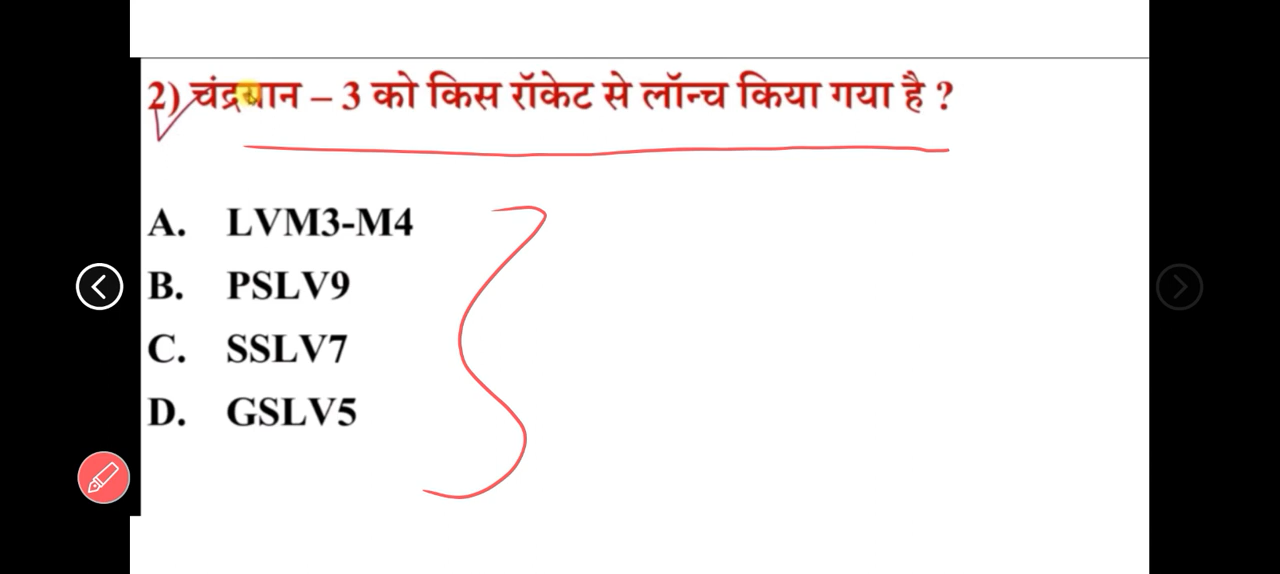 2) चंद्रयान – 3 को किस रॉकेट से लॉन्च किया गया है ?
A. LVM3-M4
B. PSLV9
C. SSLV7
D. GSLV5